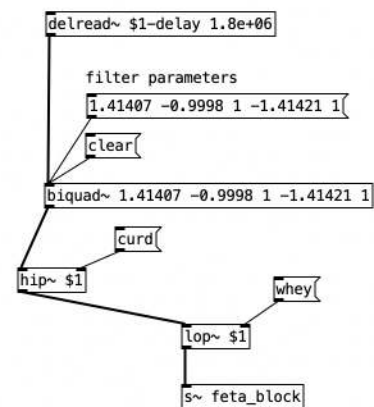 delread~ $1-delay 1.8e+06
filter parameters
1.41407 -0.9998 1 -1.41421 1
clear
biquad~ 1.41407 -0.9998 1 -1.41421 1
curd
hip~ $1
whey
lop~ $1
s~ feta_block